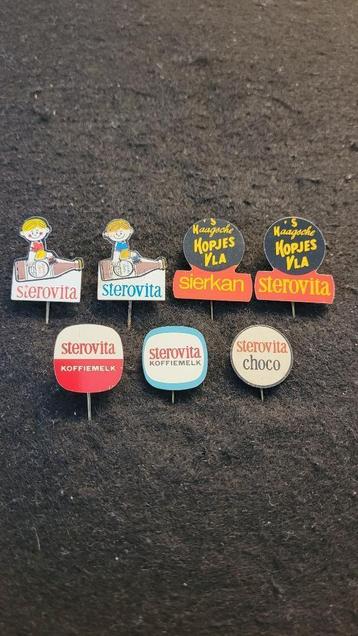 sterovita
sterovita
'S
Haagsche
HOPJES
VLA
sierkan
'S
Haagsche
HOPJES
VLA
sterovita
sterovita
KOFFIEMELK
sterovita
KOFFIEMELK
sterovita
choco